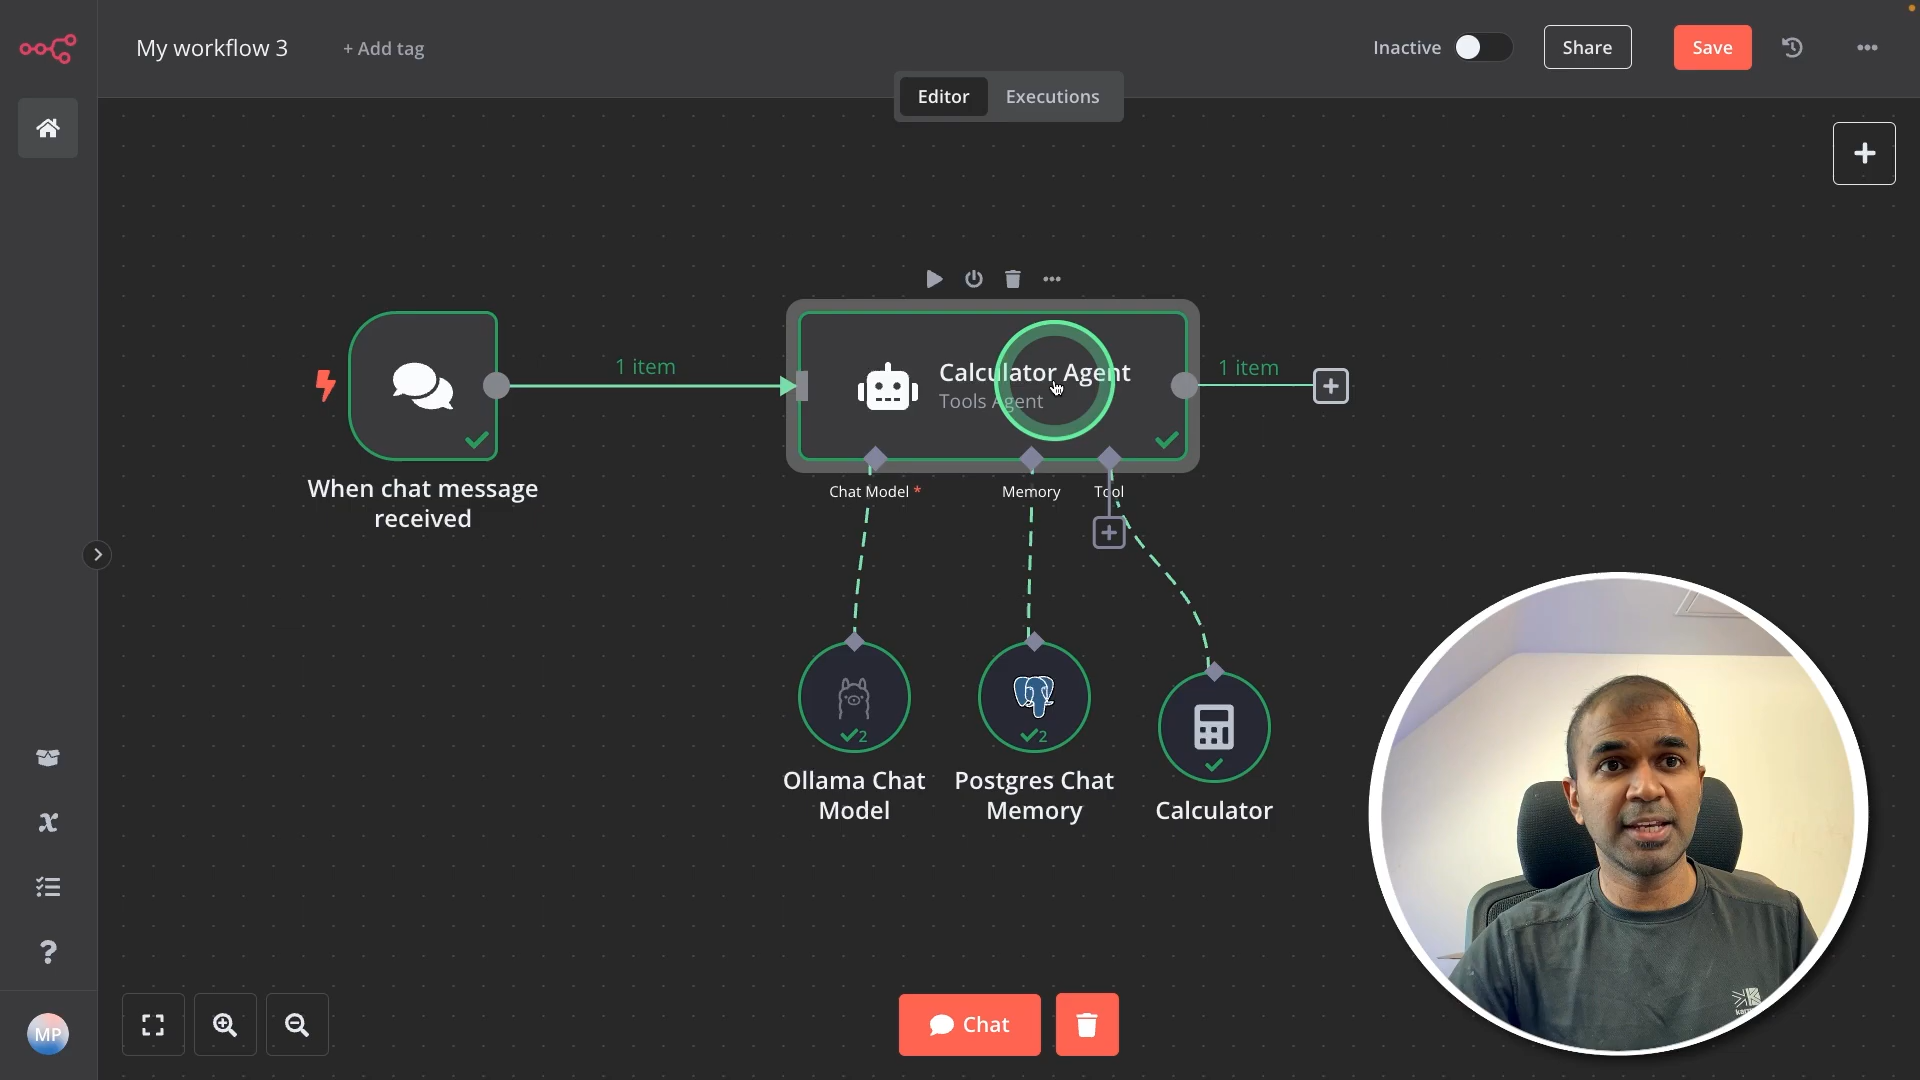 My workflow 3
+ Add tag
Inactive
Share
Save
Editor
Executions
1 item
Calculator Agent
Tools Agent
1 item
Chat Model *
Memory
Tool
When chat message
received
2
2
Ollama Chat
Model
Postgres Chat
Memory
Calculator
MP
Chat